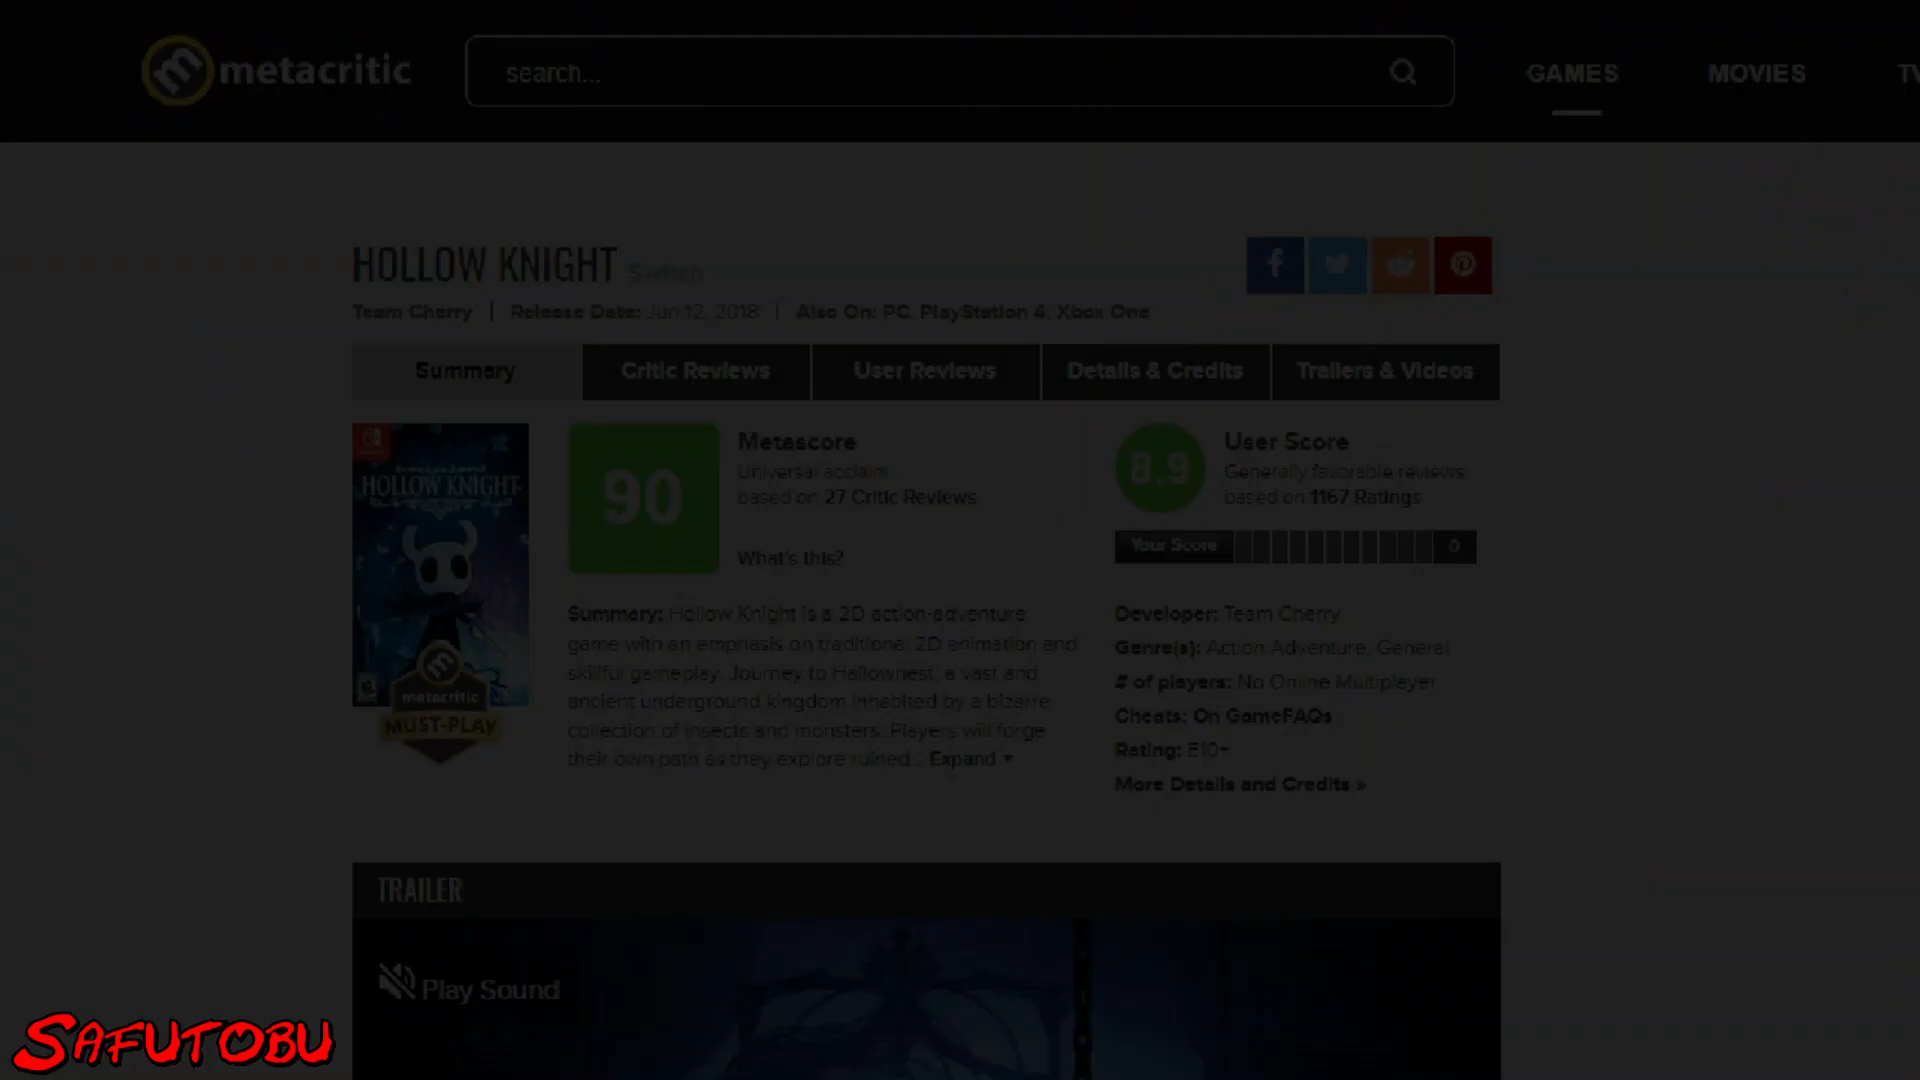 metacritic
search...
GAMES
MOVIES
TV
HOLLOW KNIGHT Switch
Team Cherry | Release Date: Jun 12, 2018 | Also On: PC, PlayStation 4, Xbox One
Summary
Critic Reviews
User Reviews
Details & Credits
Trailers & Videos
HOLLOW KNIGHT
metacritic
MUST-PLAY
90
Metascore
Universal acclaim
based on 27 Critic Reviews
What's this?
Summary: Hollow Knight is a 2D action-adventure
game with an emphasis on traditional 2D animation and
skillful gameplay. Journey to Hallownest, a vast and
ancient underground kingdom inhabited by a bizarre
collection of insects and monsters. Players will forge
their own path as they explore ruined... Expand
8.9
User Score
Generally favorable reviews
based on 1167 Ratings
Your Score
0
Developer: Team Cherry
Genre(s): Action Adventure, General
# of players: No Online Multiplayer
Cheats: On GameFAQs
Rating: E10+
More Details and Credits »
TRAILER
Play Sound
SAFUTOBU